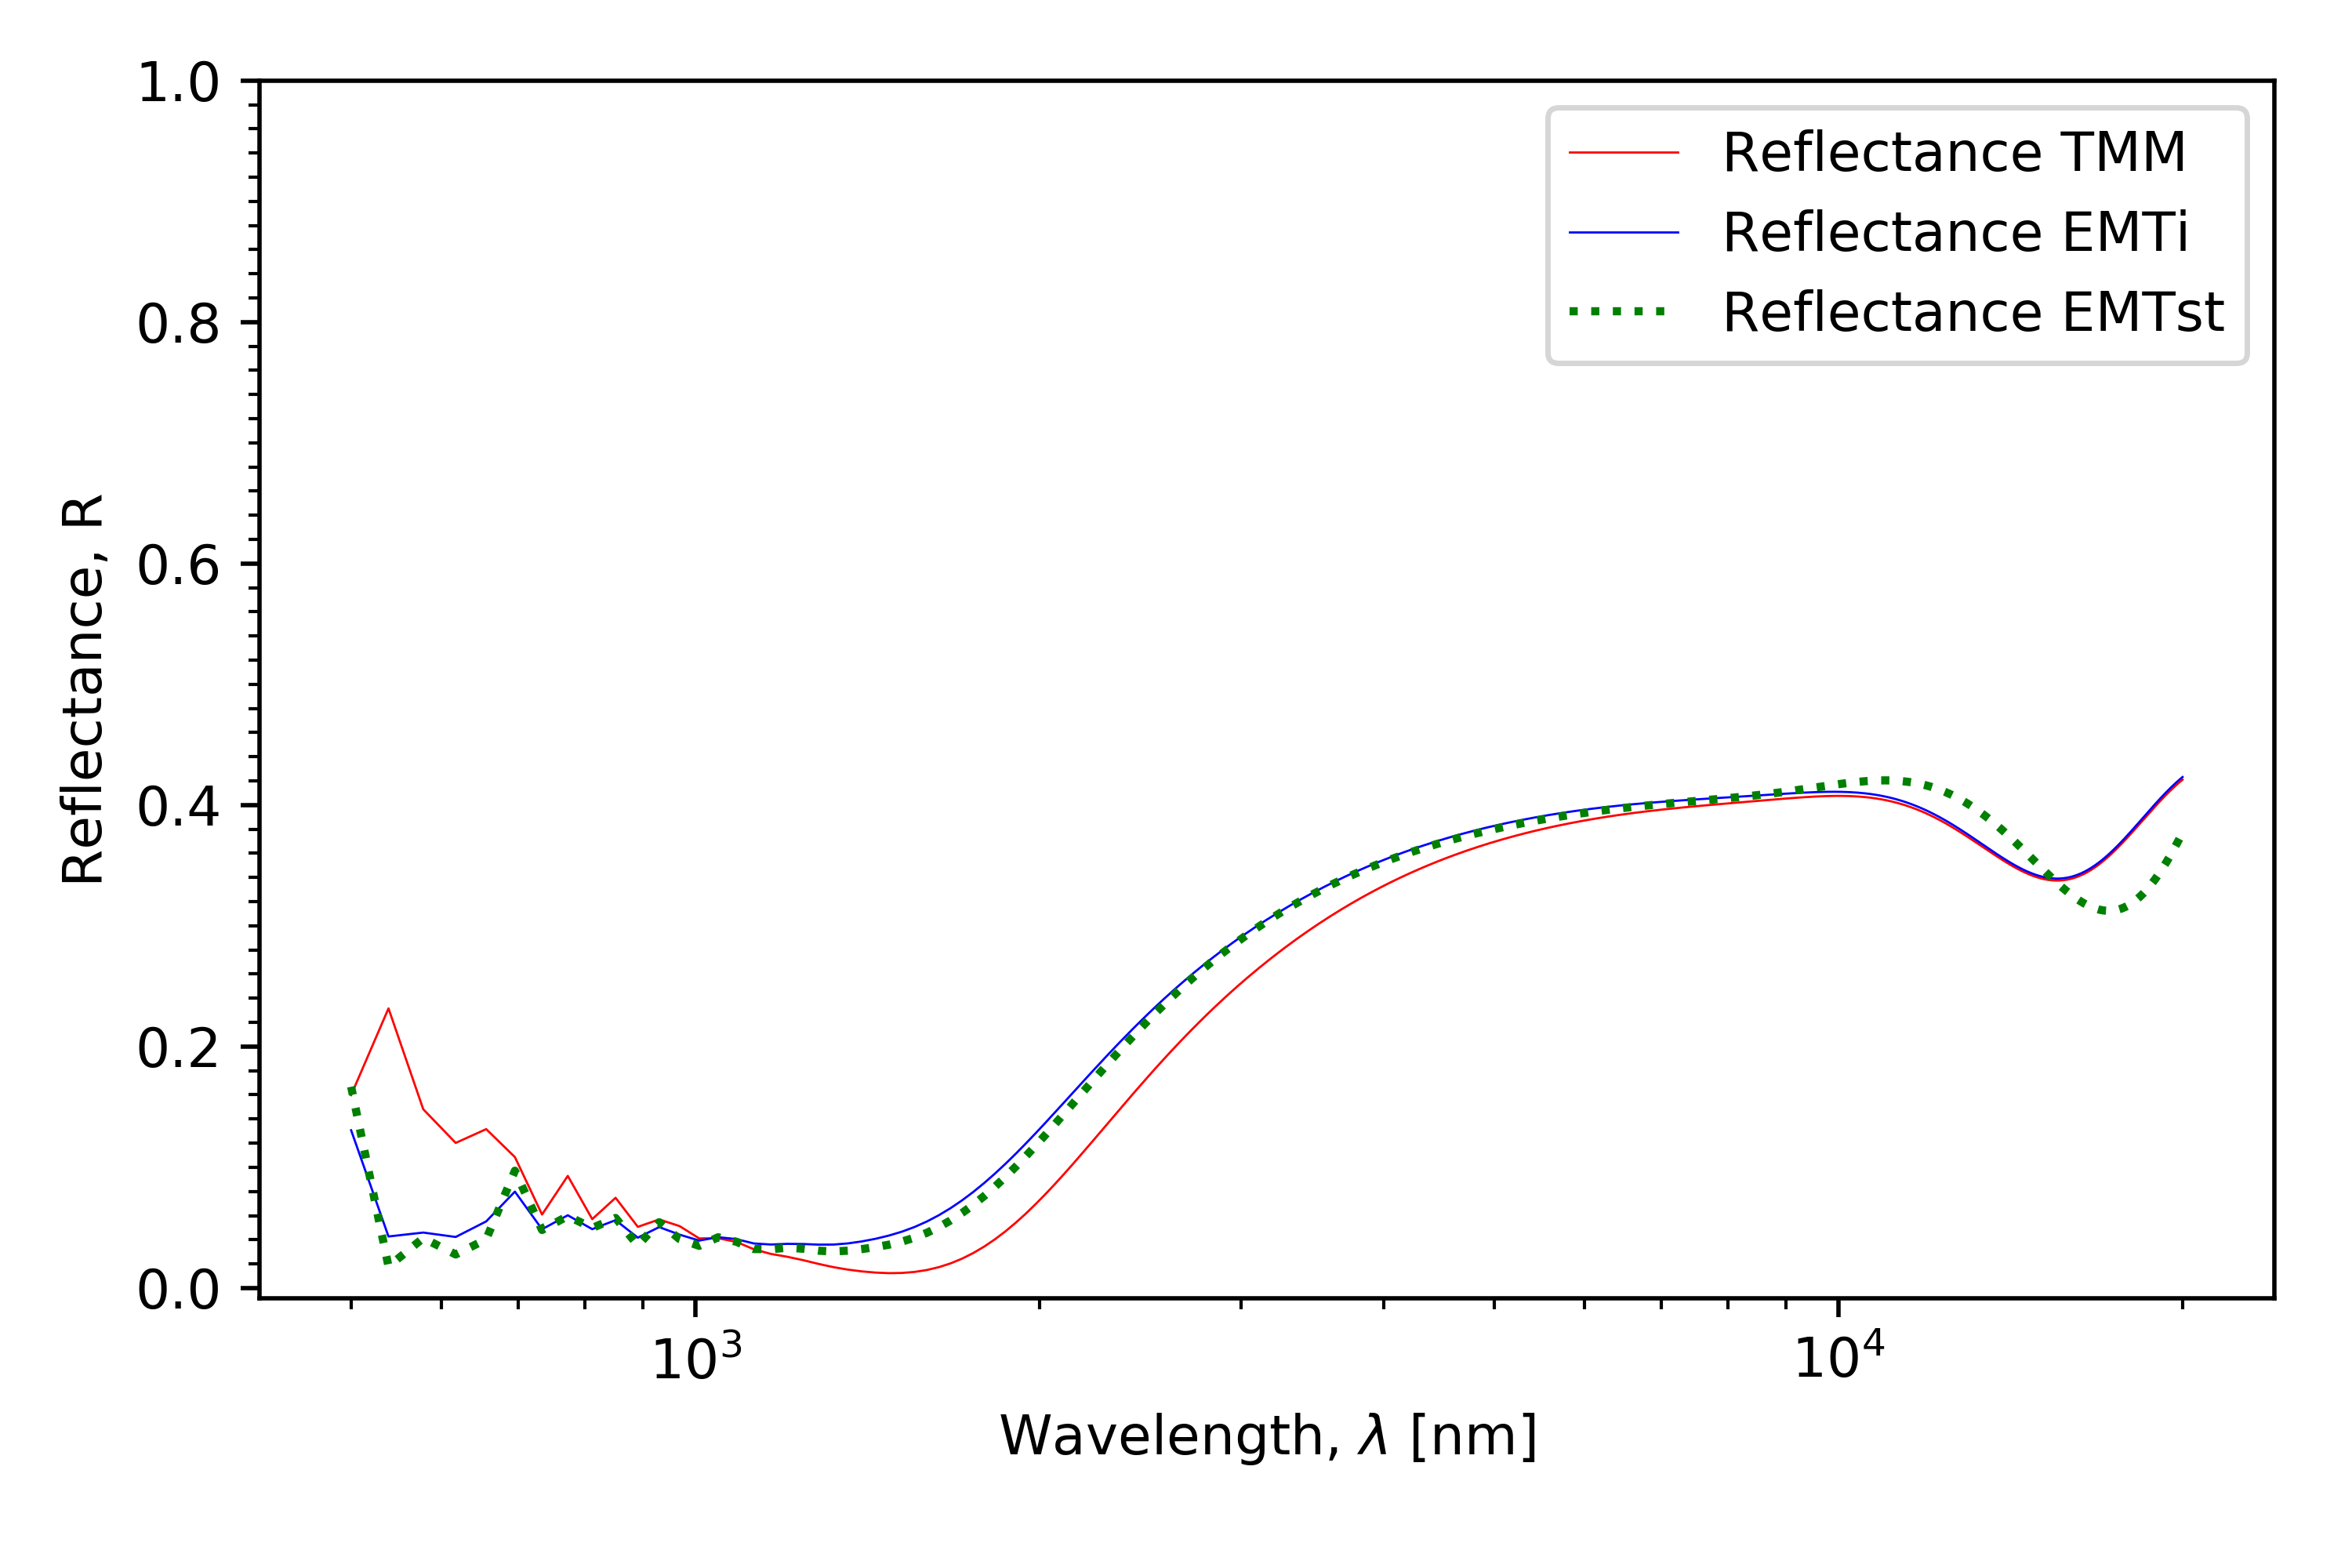 1.0
0.8
0.6
0.4
0.2
0.0
Reflectance, R
Reflectance TMM
Reflectance EMTi
Reflectance EMTst
10³
10⁴
Wavelength, λ [nm]